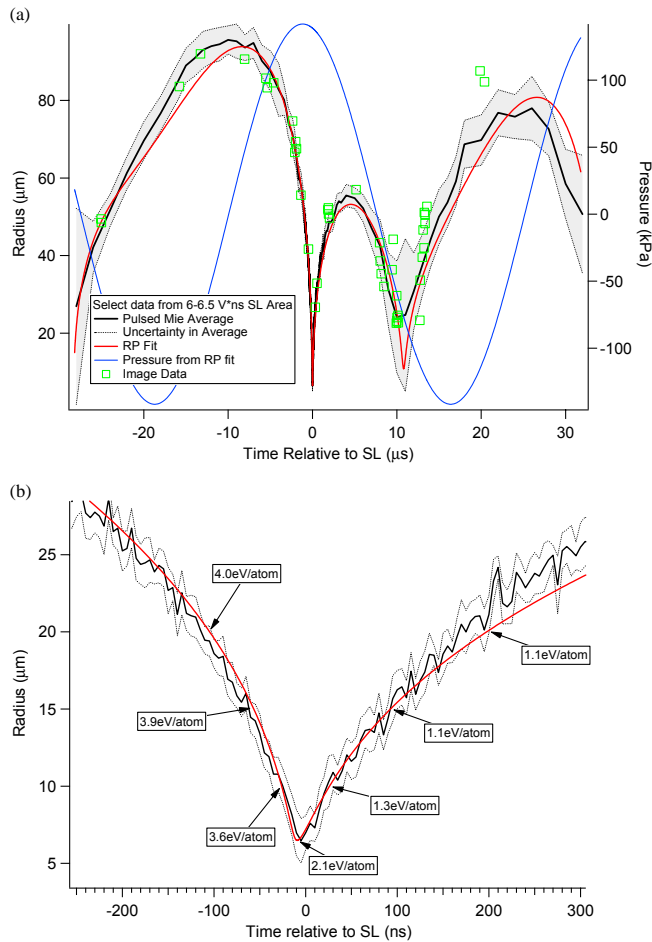 (a)
80
60
40
20
Radius (μm)
100
50
0
-50
-100
Pressure (kPa)
Select data from 6-6.5 V*ns SL Area
Pulsed Mie Average
Uncertainty in Average
RP Fit
Pressure from RP fit
Image Data
-20 -10 0 10 20 30
Time Relative to SL (μs)
(b)
25
20
15
10
5
Radius (μm)
4.0eV/atom
3.9eV/atom
3.6eV/atom
2.1eV/atom
1.3eV/atom
1.1eV/atom
1.1eV/atom
-200 -100 0 100 200 300
Time relative to SL (ns)